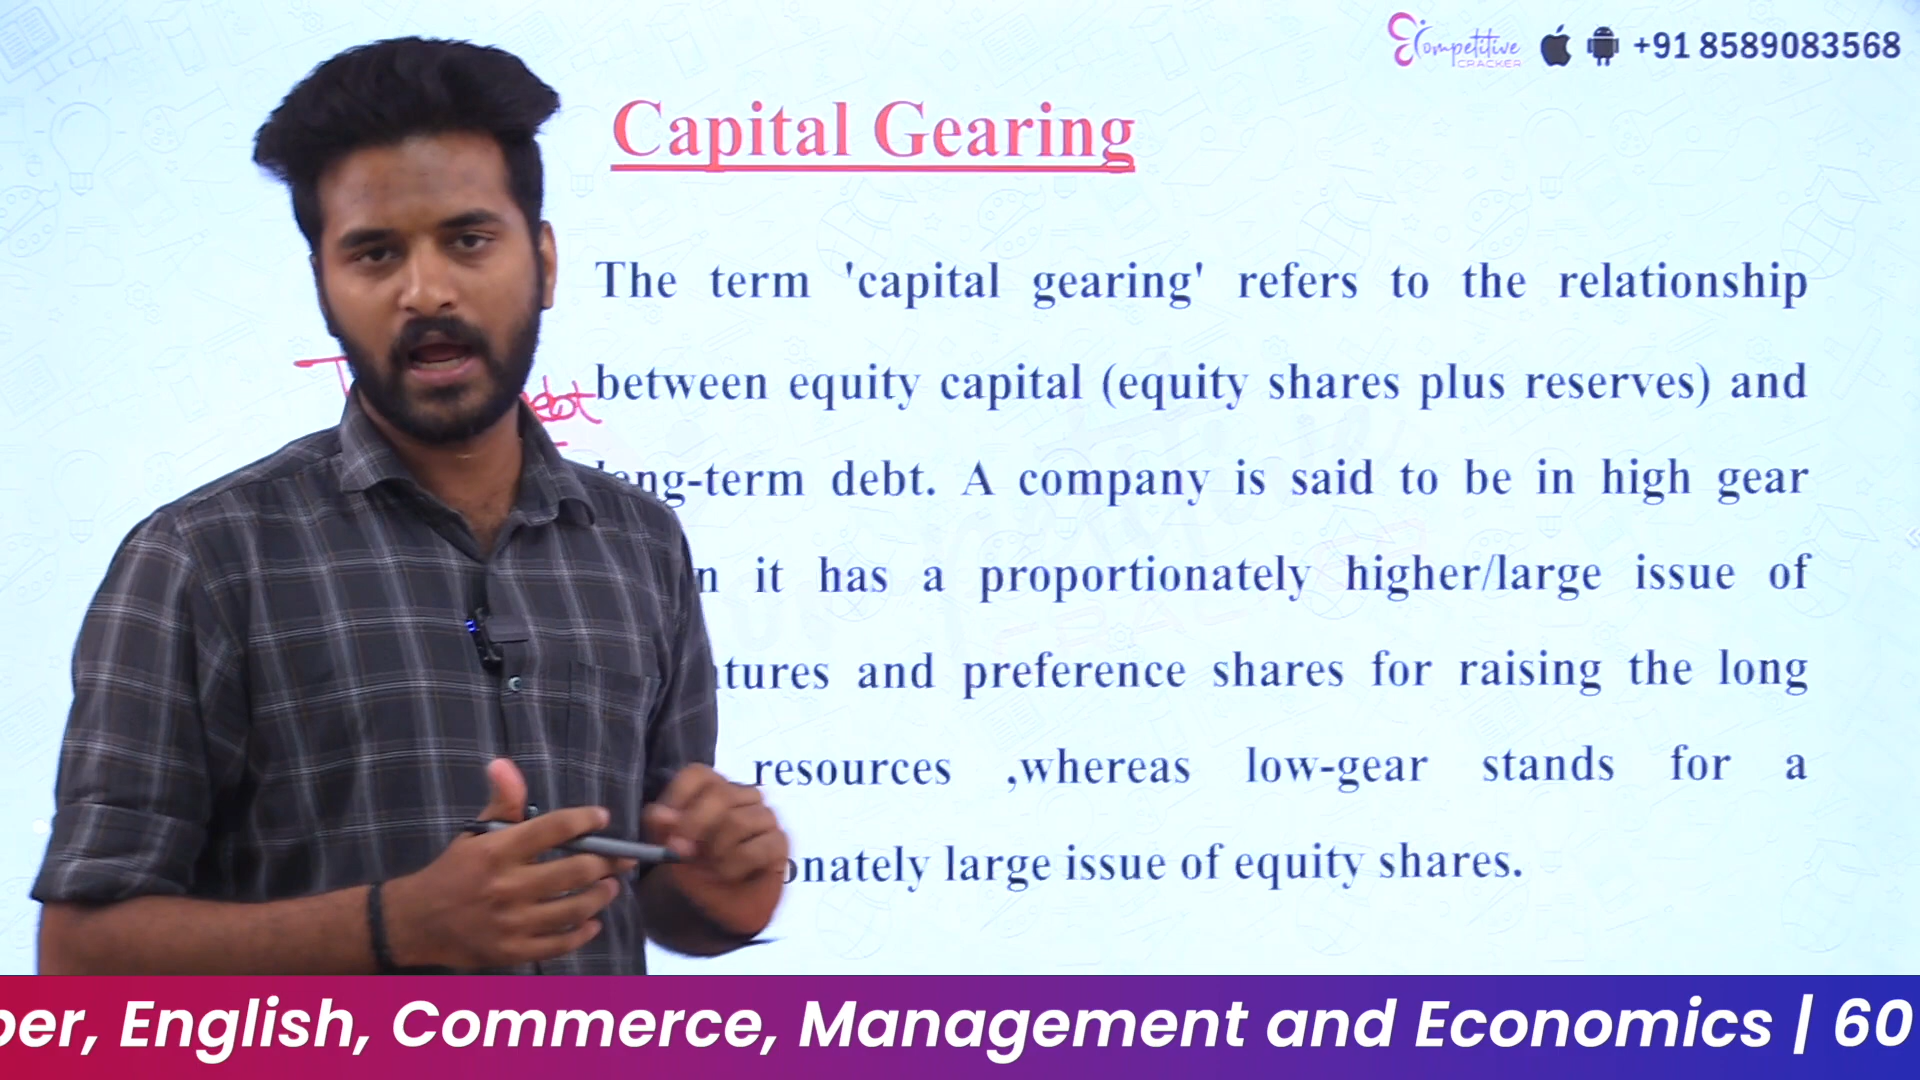 Competitive
CRACKER
+91 8589083568
Capital Gearing
The term 'capital gearing' refers to the relationship
between equity capital (equity shares plus reserves) and
debt
ng-term debt. A company is said to be in high gear
n it has a proportionately higher/large issue of
tures and preference shares for raising the long
resources ,whereas low-gear stands for a
onately large issue of equity shares.
per, English, Commerce, Management and Economics | 60